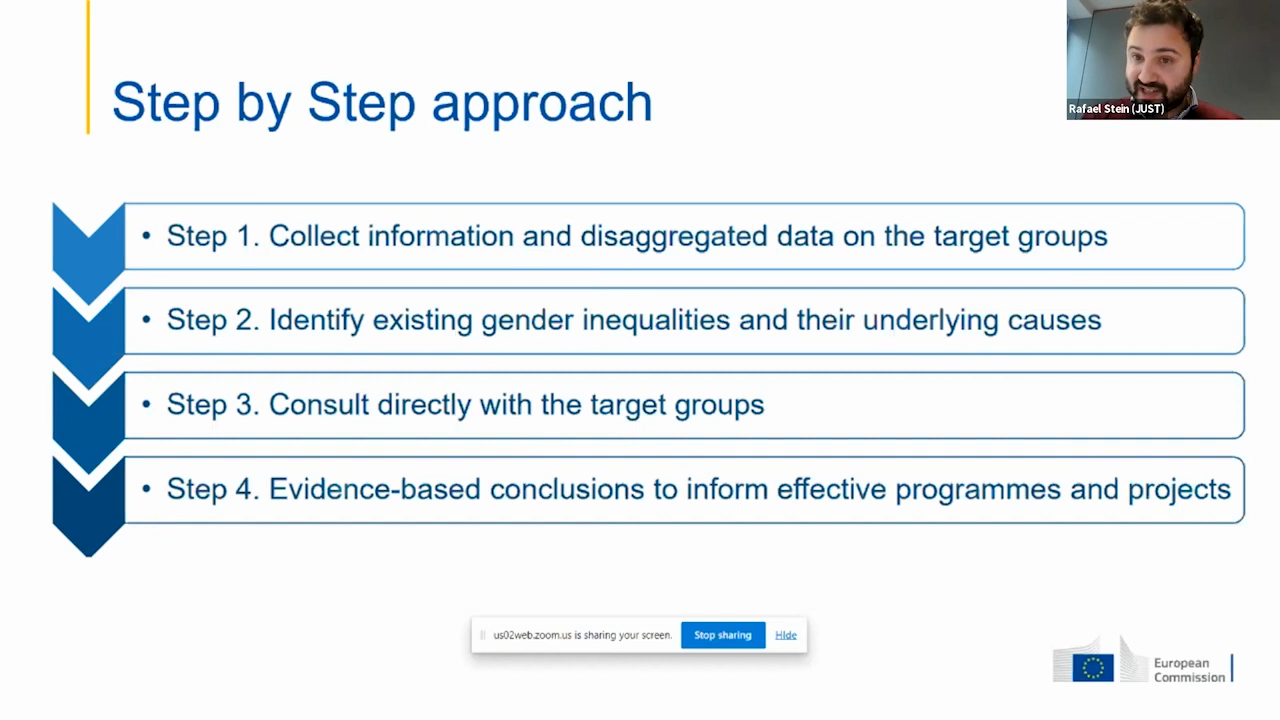 Step by Step approach
Rafael Stein (JUST)
• Step 1. Collect information and disaggregated data on the target groups
• Step 2. Identify existing gender inequalities and their underlying causes
• Step 3. Consult directly with the target groups
• Step 4. Evidence-based conclusions to inform effective programmes and projects
us02web.zoom.us is sharing your screen. Stop sharing Hide
European
Commission